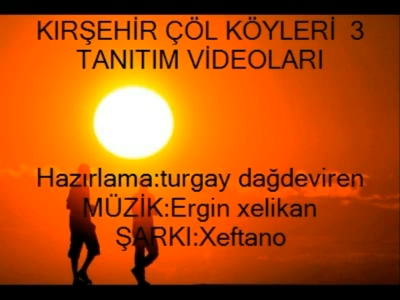 KIRŞEHİR ÇÖL KÖYLERİ 3
TANITIM VİDEOLARI
Hazırlama:turgay dağdeviren
MÜZİK:Ergin xelikan
ŞARKI:Xeftano